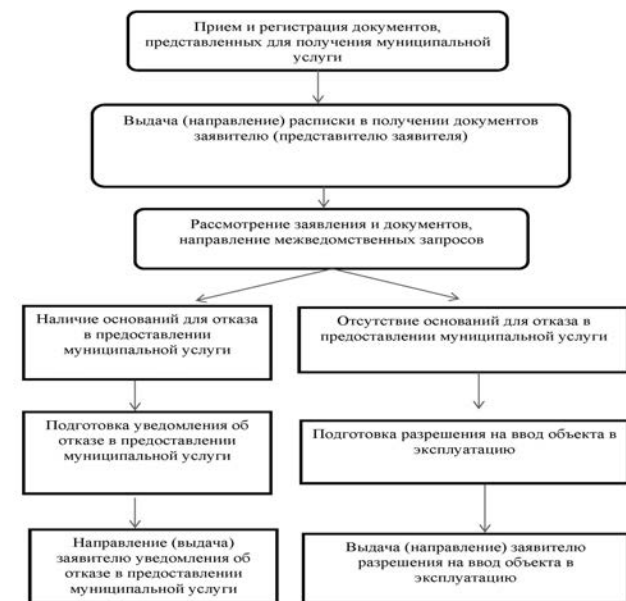 Прием и регистрация документов,
представленных для получения муниципальной
услуги
Выдача (направление) расписки в получении документов
заявителю (представителю заявителя)
Рассмотрение заявления и документов,
направление межведомственных запросов
Наличие оснований для отказа
в предоставлении
муниципальной услуги
Отсутствие оснований для отказа в
предоставлении муниципальной услуги
Подготовка уведомления об
отказе в предоставлении
муниципальной услуги
Подготовка разрешения на ввод объекта в
эксплуатацию
Направление (выдача)
заявителю уведомления об
отказе в предоставлении
муниципальной услуги
Выдача (направление) заявителю
разрешения на ввод объекта в
эксплуатацию